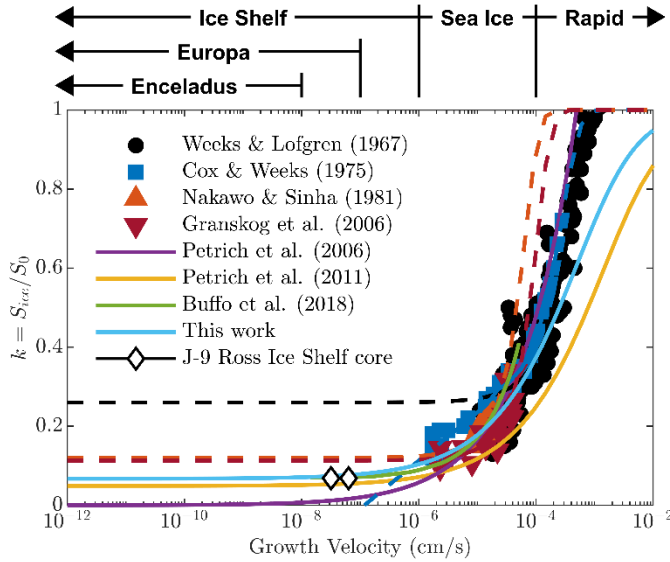 Ice Shelf Sea Ice Rapid
Europa
Enceladus
1
0.8
0.6
0.4
0.2
0
k = S_ice/S_0
Weeks & Lofgren (1967)
Cox & Weeks (1975)
Nakawo & Sinha (1981)
Granskog et al. (2006)
Petrich et al. (2006)
Petrich et al. (2011)
Buffo et al. (2018)
This work
J-9 Ross Ice Shelf core
10⁻¹² 10⁻¹⁰ 10⁻⁸ 10⁻⁶ 10⁻⁴ 10⁻²
Growth Velocity (cm/s)